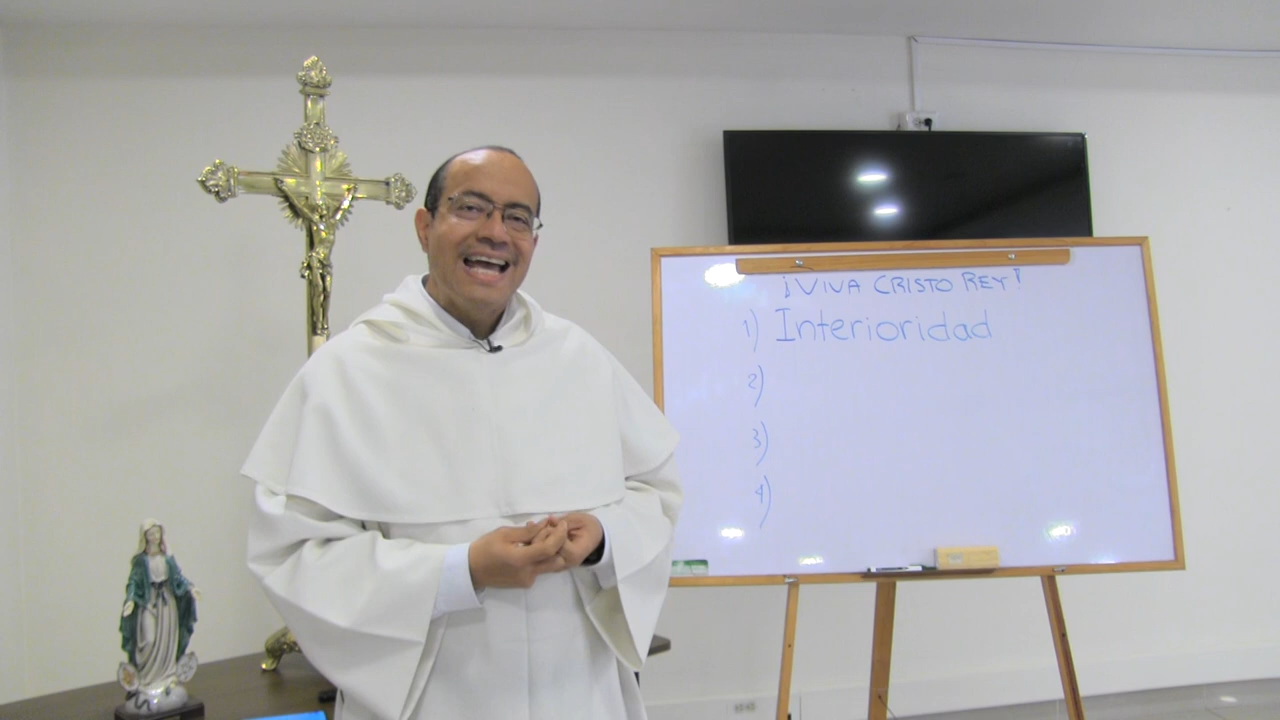 ¡VIVA CRISTO REY!
1) Interioridad
2)
3)
4)